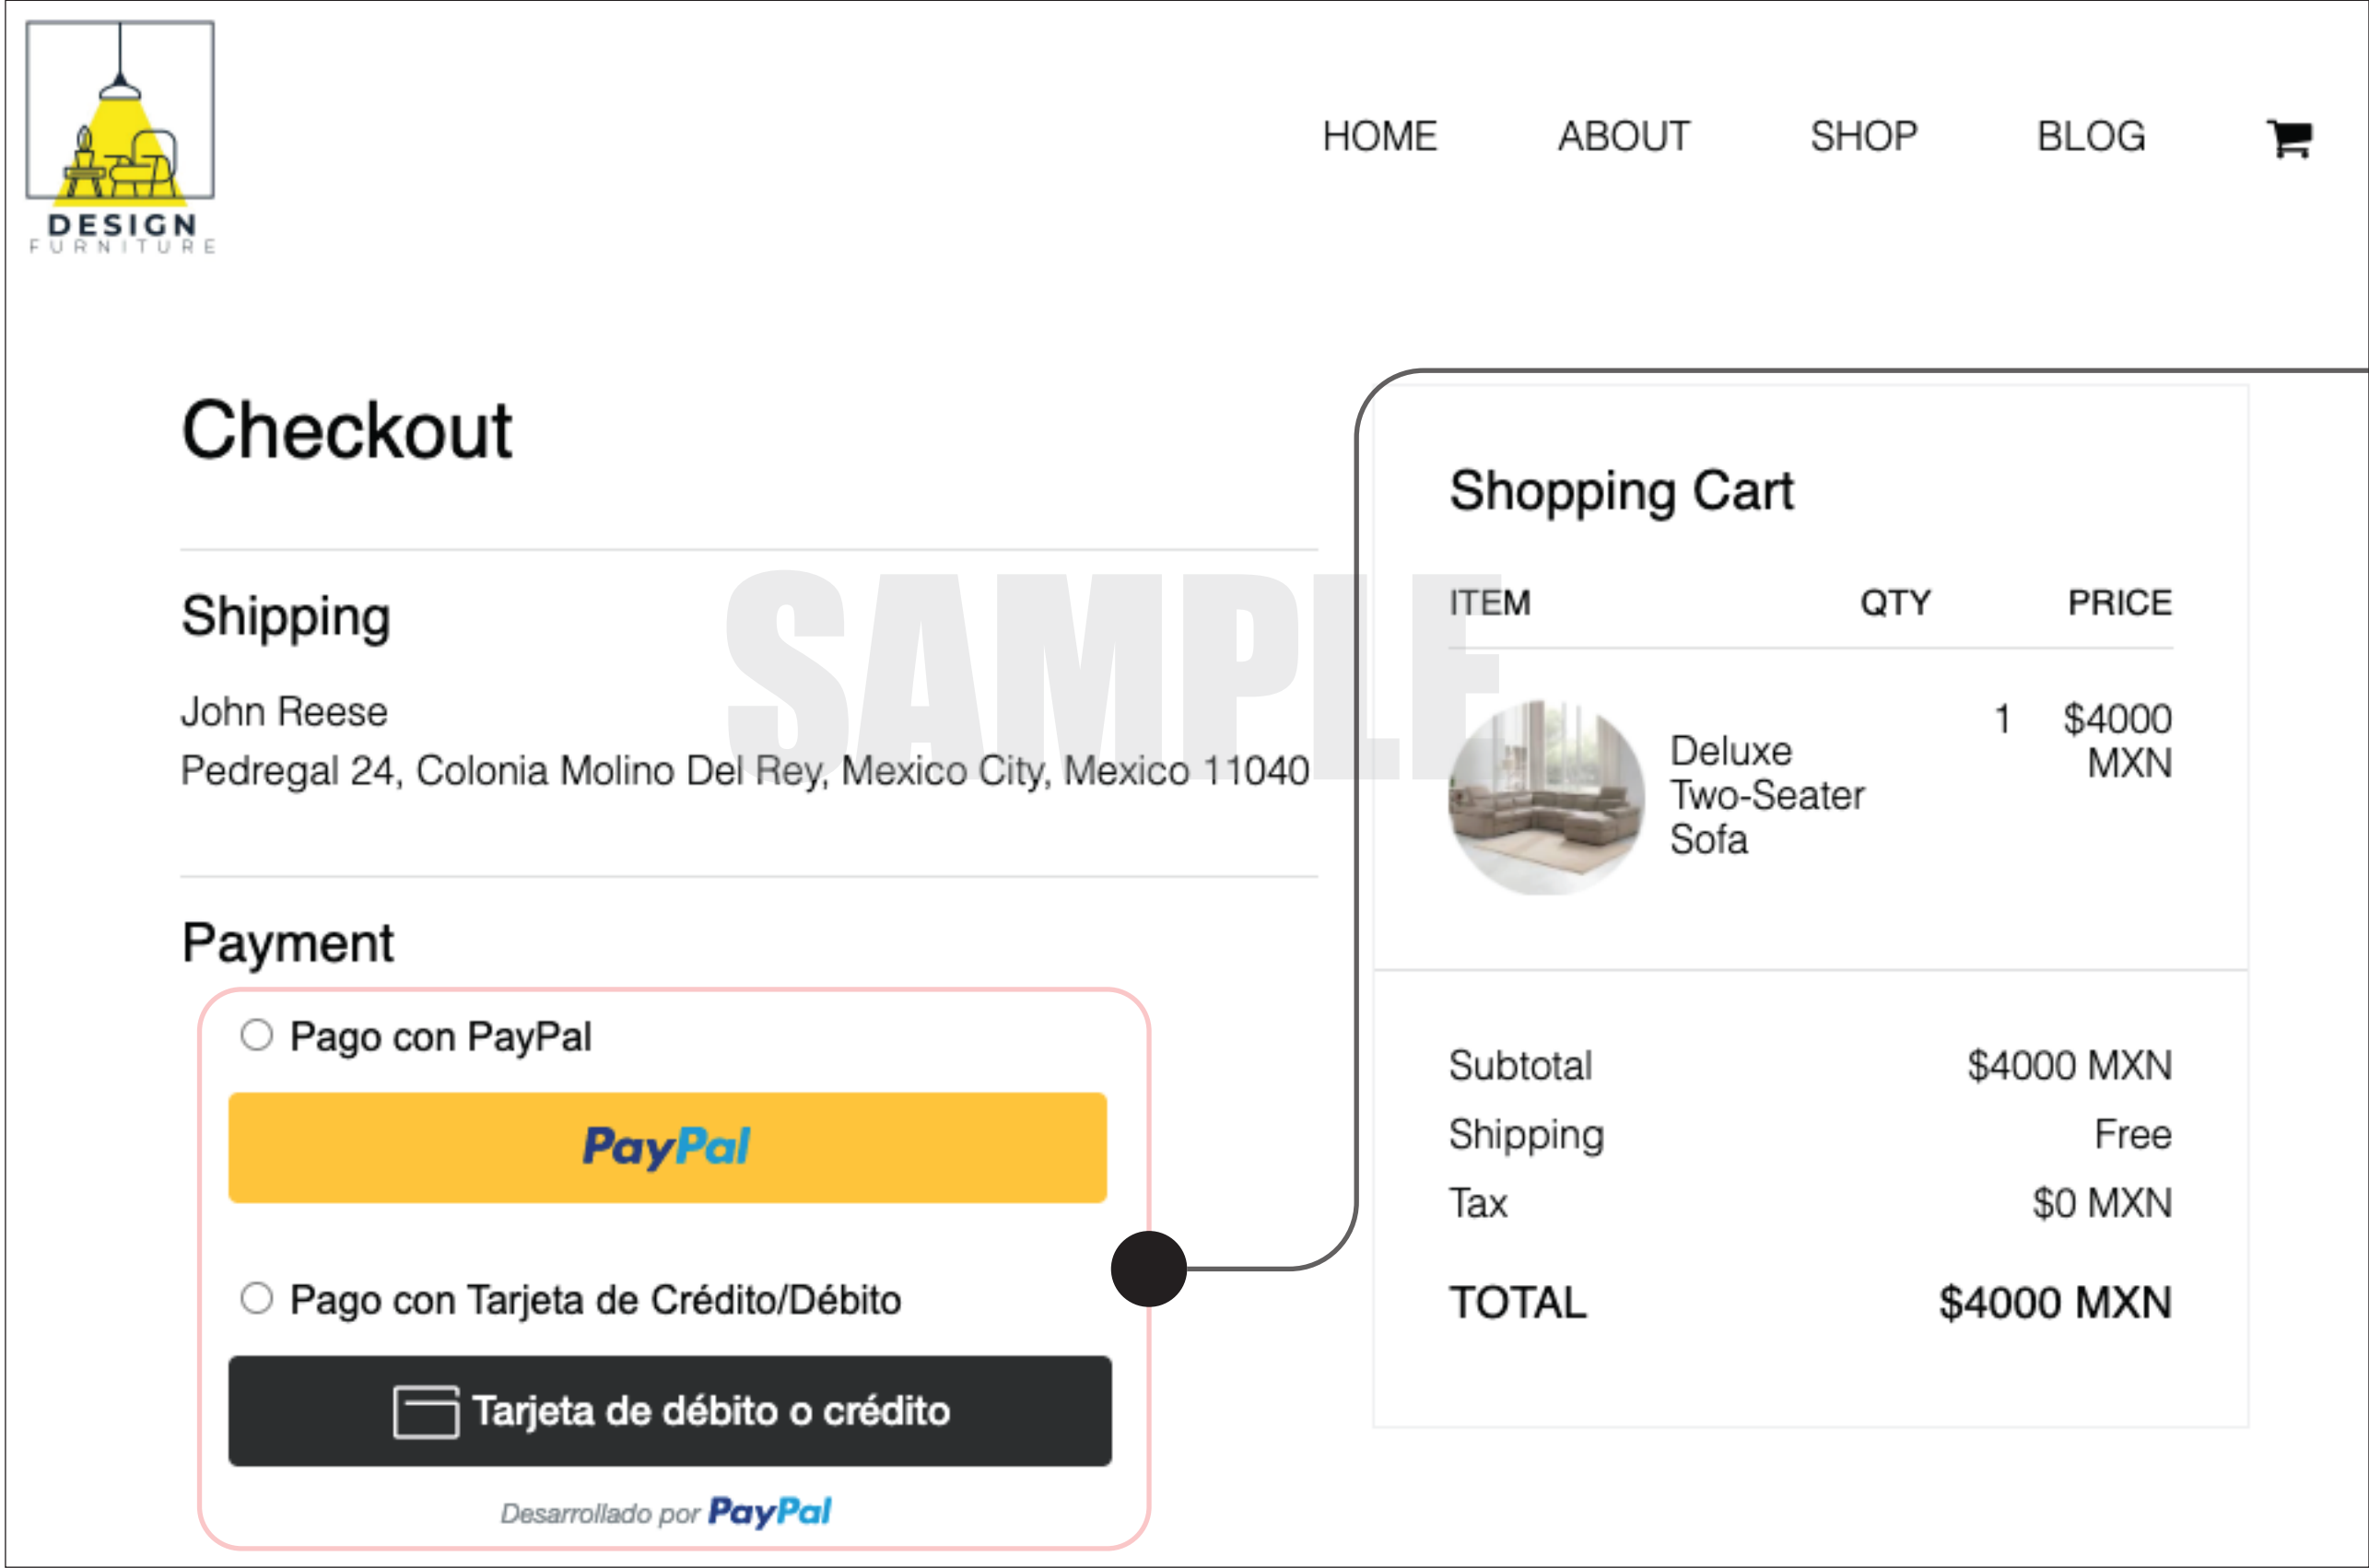 DESIGN
FURNITURE
HOME ABOUT SHOP BLOG
Checkout
Shipping
John Reese
Pedregal 24, Colonia Molino Del Rey, Mexico City, Mexico 11040
Payment
Pago con PayPal
PayPal
Pago con Tarjeta de Crédito/Débito
Tarjeta de débito o crédito
Desarrollado por PayPal
SAMPLE
Shopping Cart
ITEM QTY PRICE
Deluxe
Two-Seater
Sofa
1 $4000
MXN
Subtotal $4000 MXN
Shipping Free
Tax $0 MXN
TOTAL $4000 MXN